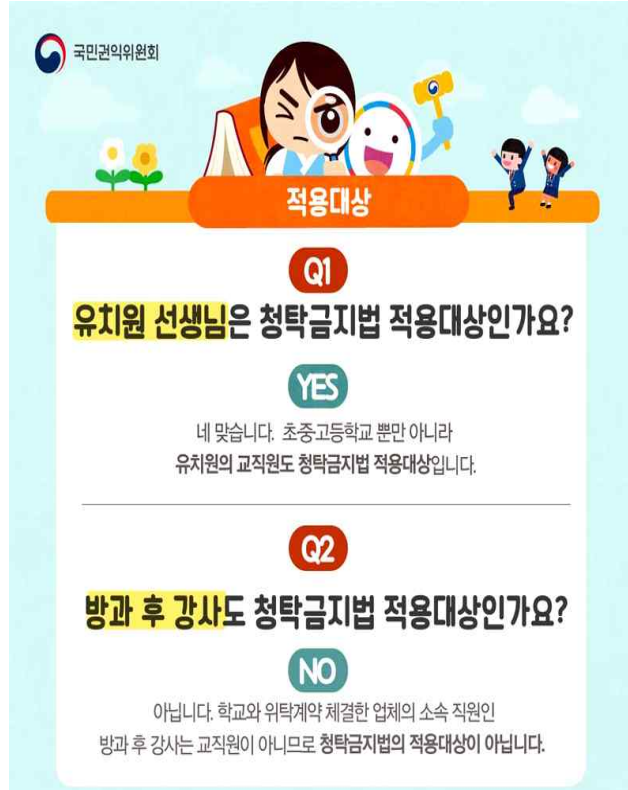 국민권익위원회
적용대상
Q1
유치원 선생님은 청탁금지법 적용대상인가요?
YES
네 맞습니다. 초중고등학교 뿐만 아니라
유치원의 교직원도 청탁금지법 적용대상입니다.
Q2
방과 후 강사도 청탁금지법 적용대상인가요?
NO
아닙니다. 학교와 위탁계약 체결한 업체의 소속 직원인
방과 후 강사는 교직원이 아니므로 청탁금지법의 적용대상이 아닙니다.